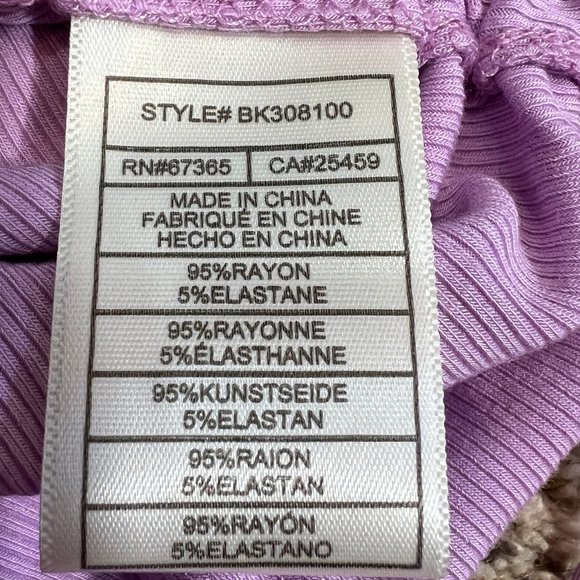 STYLE# BK308100
RN#67365 CA#25459
MADE IN CHINA
FABRIQUÉ EN CHINE
HECHO EN CHINA
95%RAYON
5%ELASTANE
95%RAYONNE
5%ÉLASTHANNE
95%KUNSTSEIDE
5%ELASTAN
95%RAION
5%ELASTAN
95%RAYÓN
5%ELASTANO